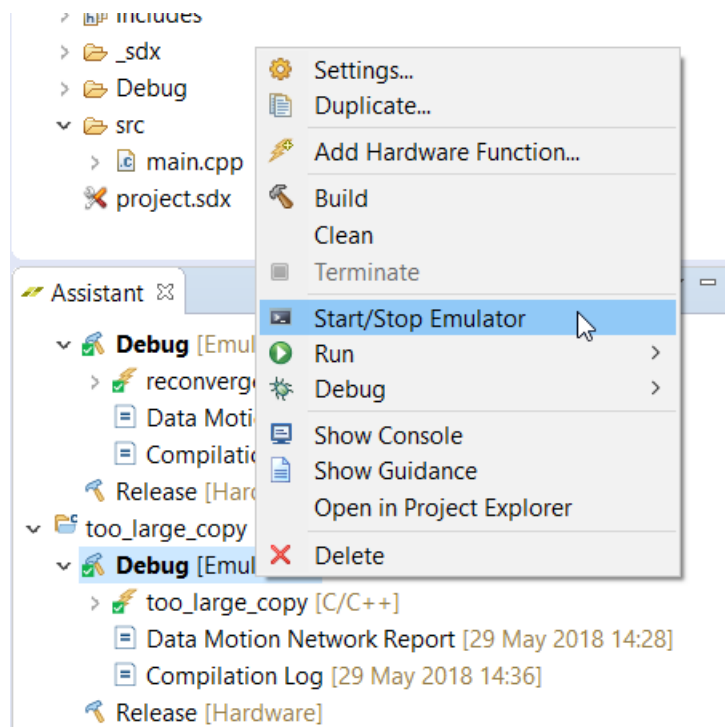 Includes
_sdx
Debug
src
main.cpp
project.sdx
Settings...
Duplicate...
Add Hardware Function...
Build
Clean
Terminate
Start/Stop Emulator
Run
Debug
Show Console
Show Guidance
Open in Project Explorer
Delete
Assistant
Debug [Emul
reconverge
Data Moti
Compilatio
Release [Hard
too_large_copy
Debug [Emul
too_large_copy [C/C++]
Data Motion Network Report [29 May 2018 14:28]
Compilation Log [29 May 2018 14:36]
Release [Hardware]